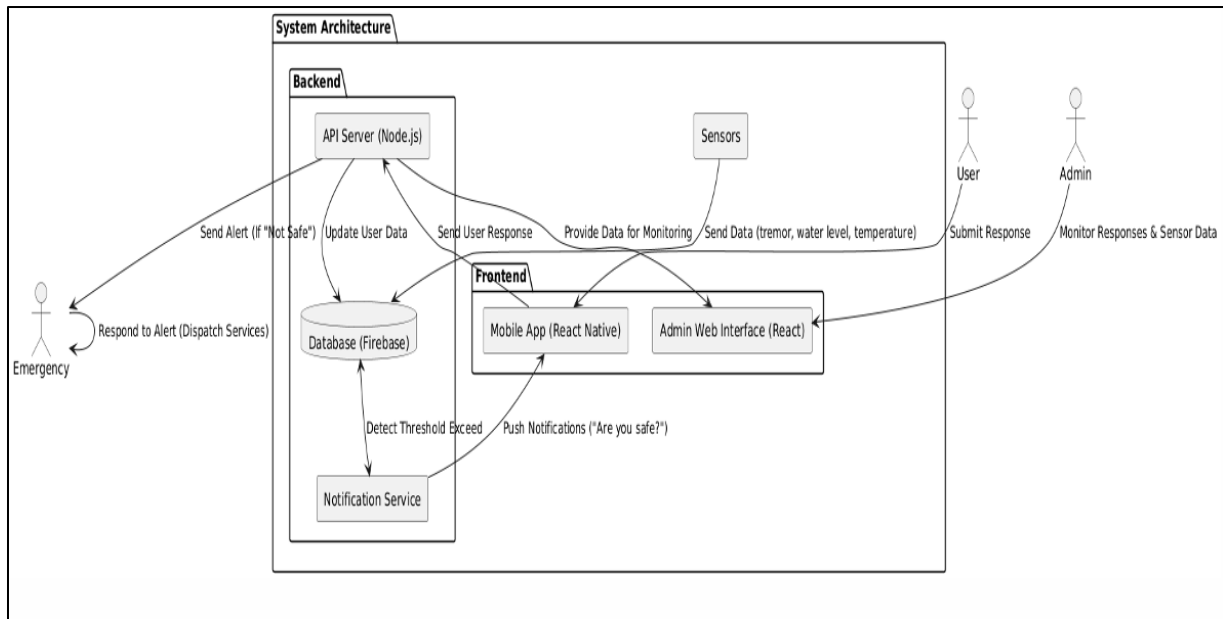 System Architecture
Backend
API Server (Node.js)
Sensors
User
Admin
Send Alert (If "Not Safe")
Update User Data
Send User Response
Provide Data for Monitoring
Send Data (tremor, water level, temperature)
Submit Response
Monitor Responses & Sensor Data
Frontend
Respond to Alert (Dispatch Services)
Database (Firebase)
Mobile App (React Native)
Admin Web Interface (React)
Emergency
Detect Threshold Exceed
Push Notifications ("Are you safe?")
Notification Service